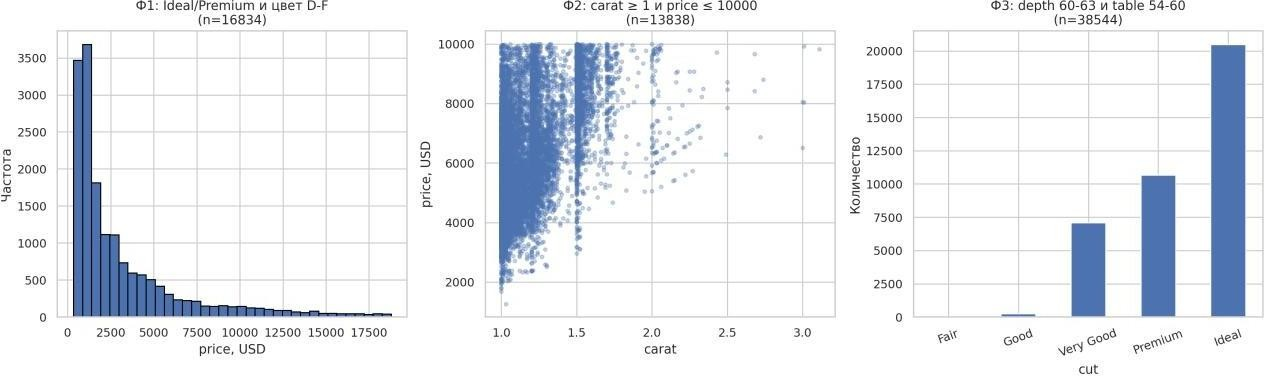 Ф1: Ideal/Premium и цвет D-F
(n=16834)
Частота
3500
3000
2500
2000
1500
1000
500
0
0 2500 5000 7500 10000 12500 15000 17500
price, USD
Ф2: carat ≥ 1 и price ≤ 10000
(n=13838)
price, USD
10000
8000
6000
4000
2000
1.0 1.5 2.0 2.5 3.0
carat
Ф3: depth 60-63 и table 54-60
(n=38544)
Количество
20000
17500
15000
12500
10000
7500
5000
2500
0
Fair Good Very Good Premium Ideal
cut